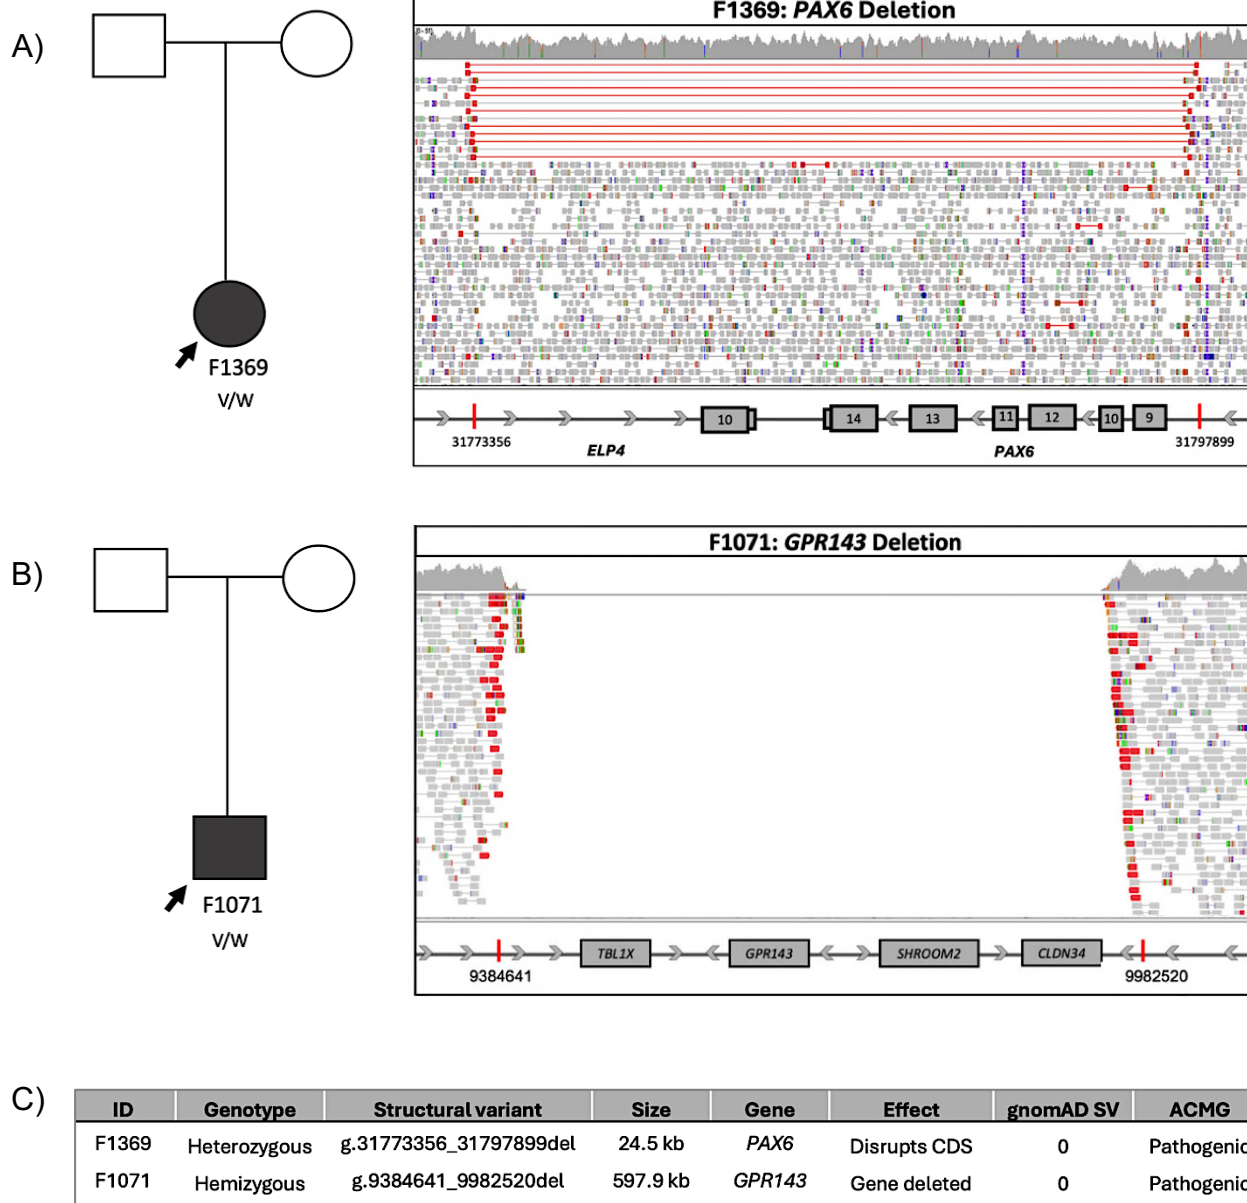 A)
F1369
V/W
F1369: PAX6 Deletion
10
14
13
11
12
10
9
31773356
31797899
ELP4
PAX6
B)
F1071
V/W
F1071: GPR143 Deletion
TBL1X
GPR143
SHROOM2
CLDN34
9384641
9982520
C)
ID Genotype Structural variant Size Gene Effect gnomAD SV ACMG
F1369 Heterozygous g.31773356_31797899del 24.5 kb PAX6 Disrupts CDS 0 Pathogenic
F1071 Hemizygous g.9384641_9982520del 597.9 kb GPR143 Gene deleted 0 Pathogenic